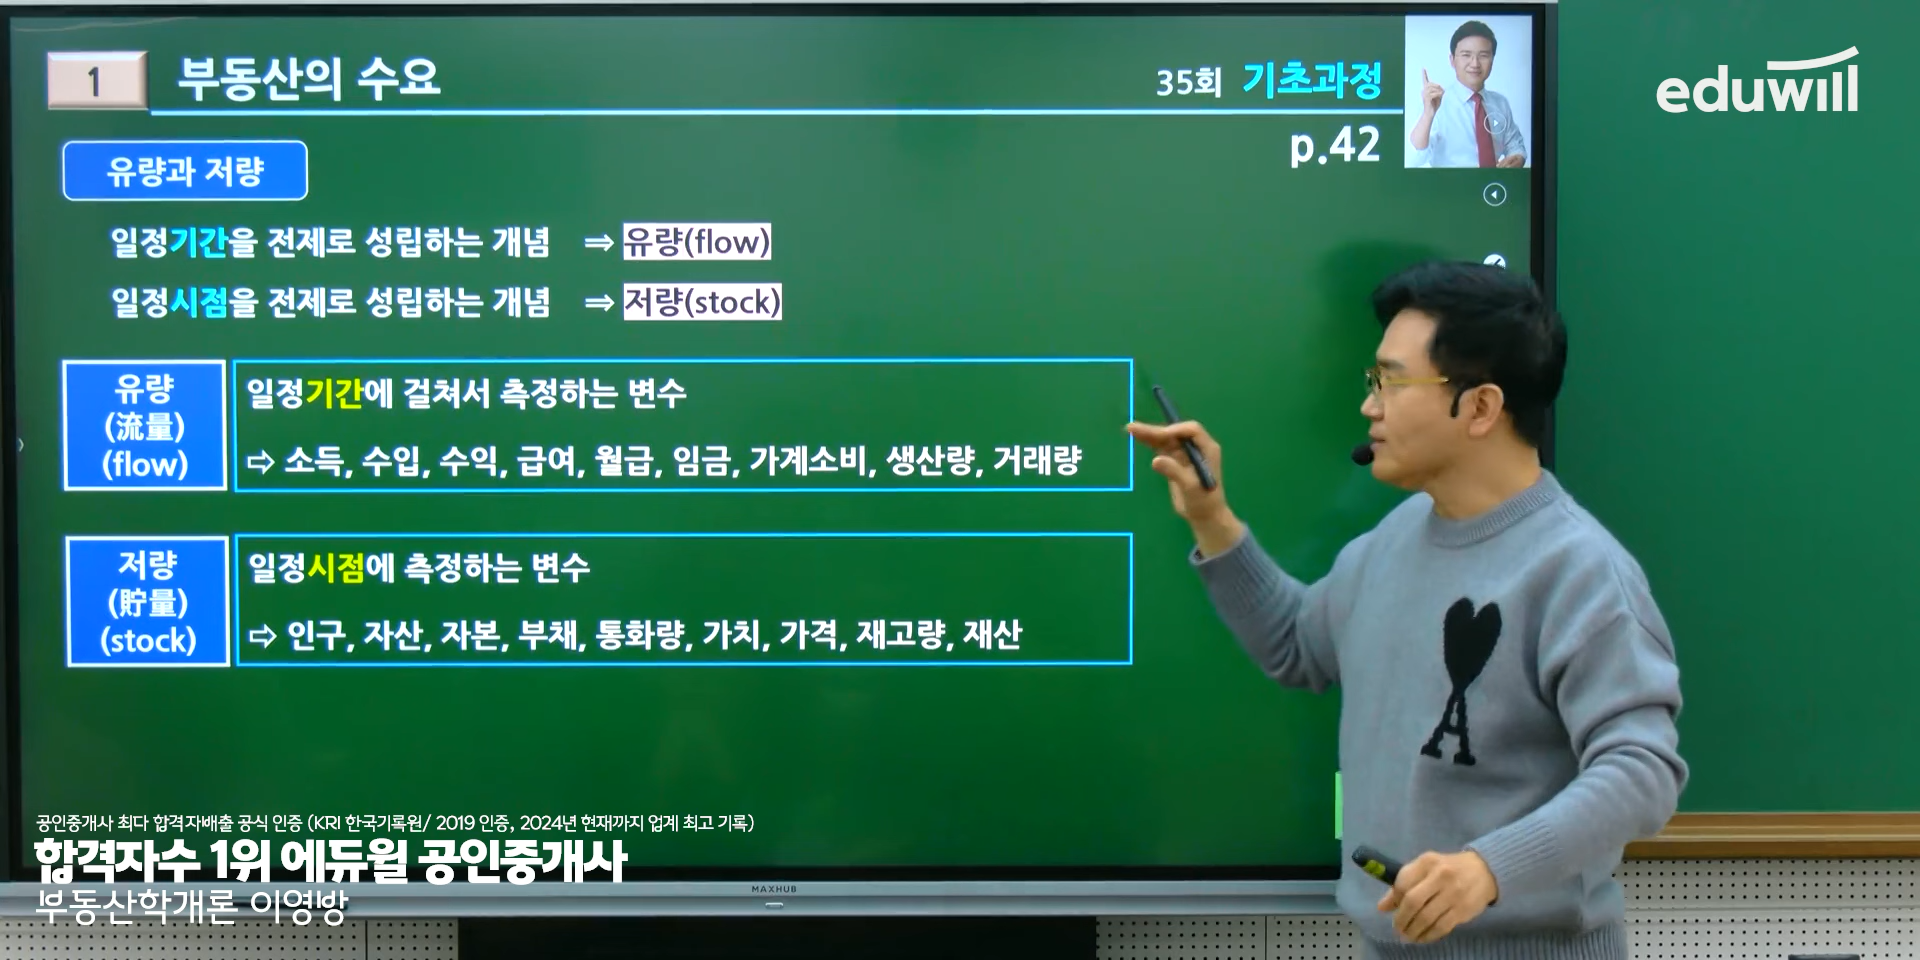 1 부동산의 수요
35회 기초과정
eduwill
p.42
유량과 저량
일정기간을 전제로 성립하는 개념 ⇒ 유량(flow)
일정시점을 전제로 성립하는 개념 ⇒ 저량(stock)
유량
(流量)
(flow)
일정기간에 걸쳐서 측정하는 변수
⇨ 소득, 수입, 수익, 급여, 월급, 임금, 가계소비, 생산량, 거래량
저량
(貯量)
(stock)
일정시점에 측정하는 변수
⇨ 인구, 자산, 자본, 부채, 통화량, 가치, 가격, 재고량, 재산
A
공인중개사 최다 합격자배출 공식 인증 (KRI 한국기록원/ 2019 인증, 2024년 현재까지 업계 최고 기록)
합격자수 1위 에듀윌 공인중개사
부동산학개론 이영방
MAXHUB